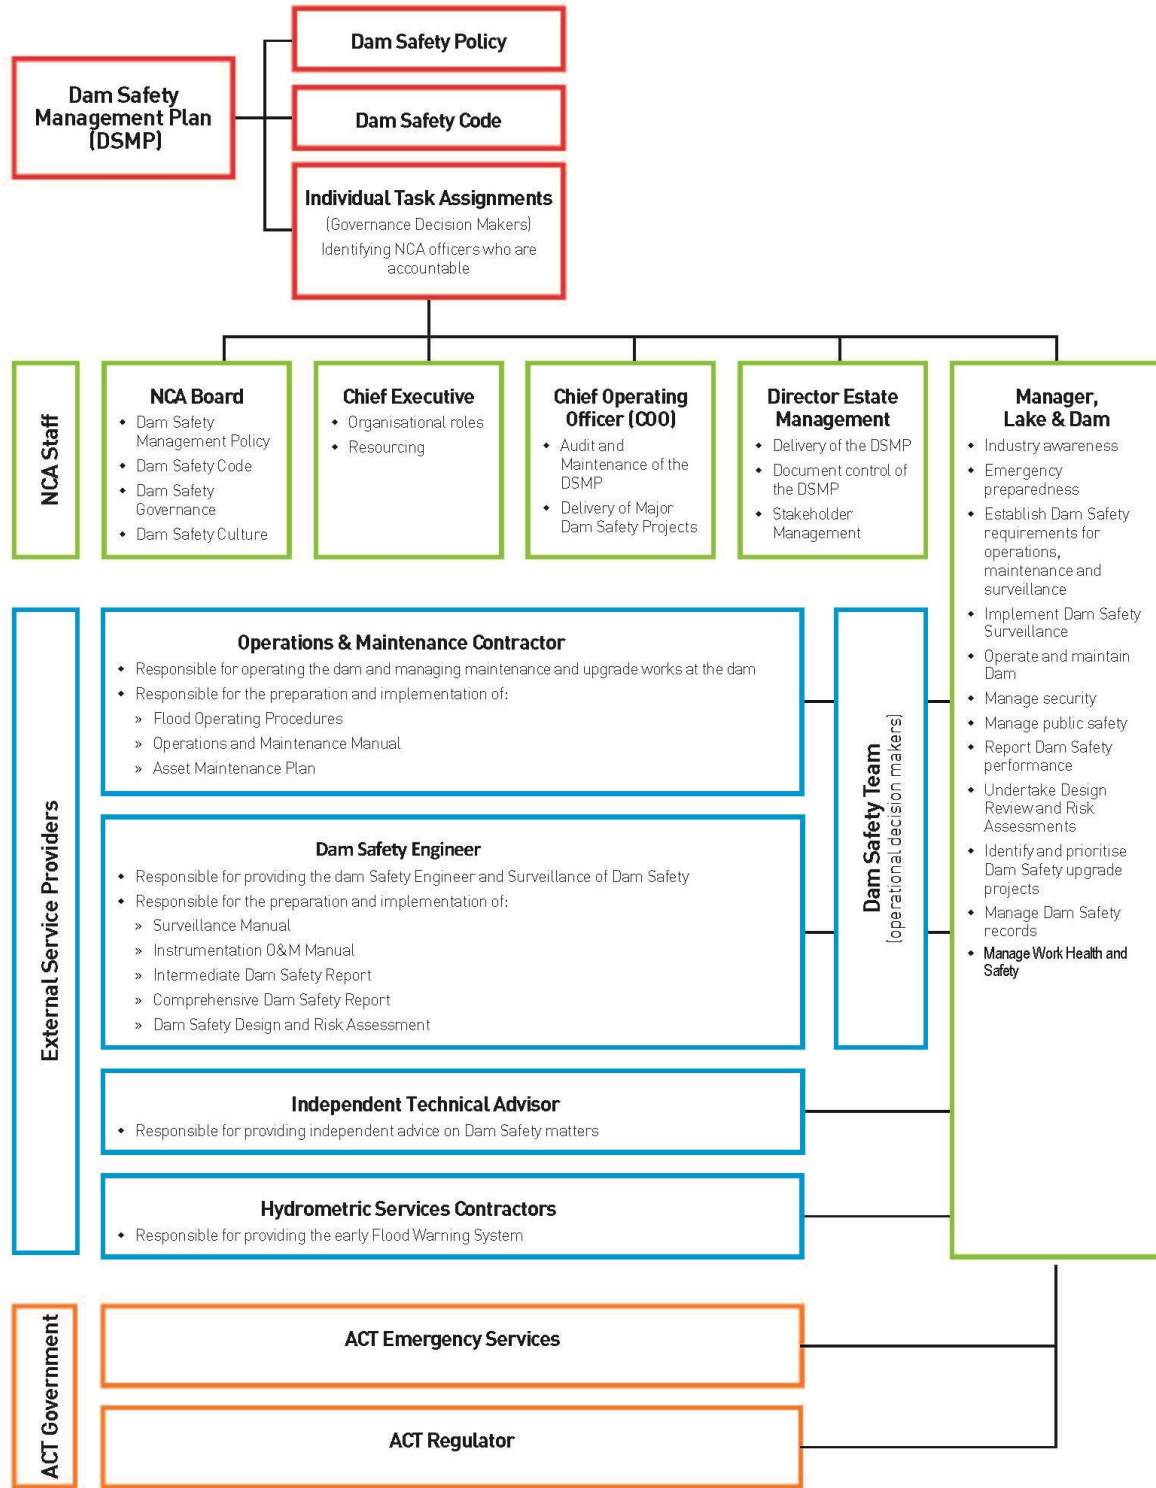 Dam Safety
Management Plan
(DSMP)
Dam Safety Policy
Dam Safety Code
Individual Task Assignments
(Governance Decision Makers)
Identifying NCA officers who are
accountable
NCA Staff
NCA Board
◆ Dam Safety
Management Policy
◆ Dam Safety Code
◆ Dam Safety
Governance
◆ Dam Safety Culture
Chief Executive
◆ Organisational roles
◆ Resourcing
Chief Operating
Officer (COO)
◆ Audit and
Maintenance of the
DSMP
◆ Delivery of Major
Dam Safety Projects
Director Estate
Management
◆ Delivery of the DSMP
◆ Document control of
the DSMP
◆ Stakeholder
Management
Manager,
Lake & Dam
◆ Industry awareness
◆ Emergency
preparedness
◆ Establish Dam Safety
requirements for
operations,
maintenance and
surveillance
◆ Implement Dam Safety
Surveillance
◆ Operate and maintain
Dam
◆ Manage security
◆ Manage public safety
◆ Report Dam Safety
performance
◆ Undertake Design
Review and Risk
Assessments
◆ Identify and prioritise
Dam Safety upgrade
projects
◆ Manage Dam Safety
records
◆ Manage Work Health and
Safety
External Service Providers
Operations & Maintenance Contractor
◆ Responsible for operating the dam and managing maintenance and upgrade works at the dam
◆ Responsible for the preparation and implementation of:
» Flood Operating Procedures
» Operations and Maintenance Manual
» Asset Maintenance Plan
Dam Safety Engineer
◆ Responsible for providing the dam Safety Engineer and Surveillance of Dam Safety
◆ Responsible for the preparation and implementation of:
» Surveillance Manual
» Instrumentation O&M Manual
» Intermediate Dam Safety Report
» Comprehensive Dam Safety Report
» Dam Safety Design and Risk Assessment
Dam Safety Team
(operational decision makers)
Independent Technical Advisor
◆ Responsible for providing independent advice on Dam Safety matters
Hydrometric Services Contractors
◆ Responsible for providing the early Flood Warning System
ACT Government
ACT Emergency Services
ACT Regulator